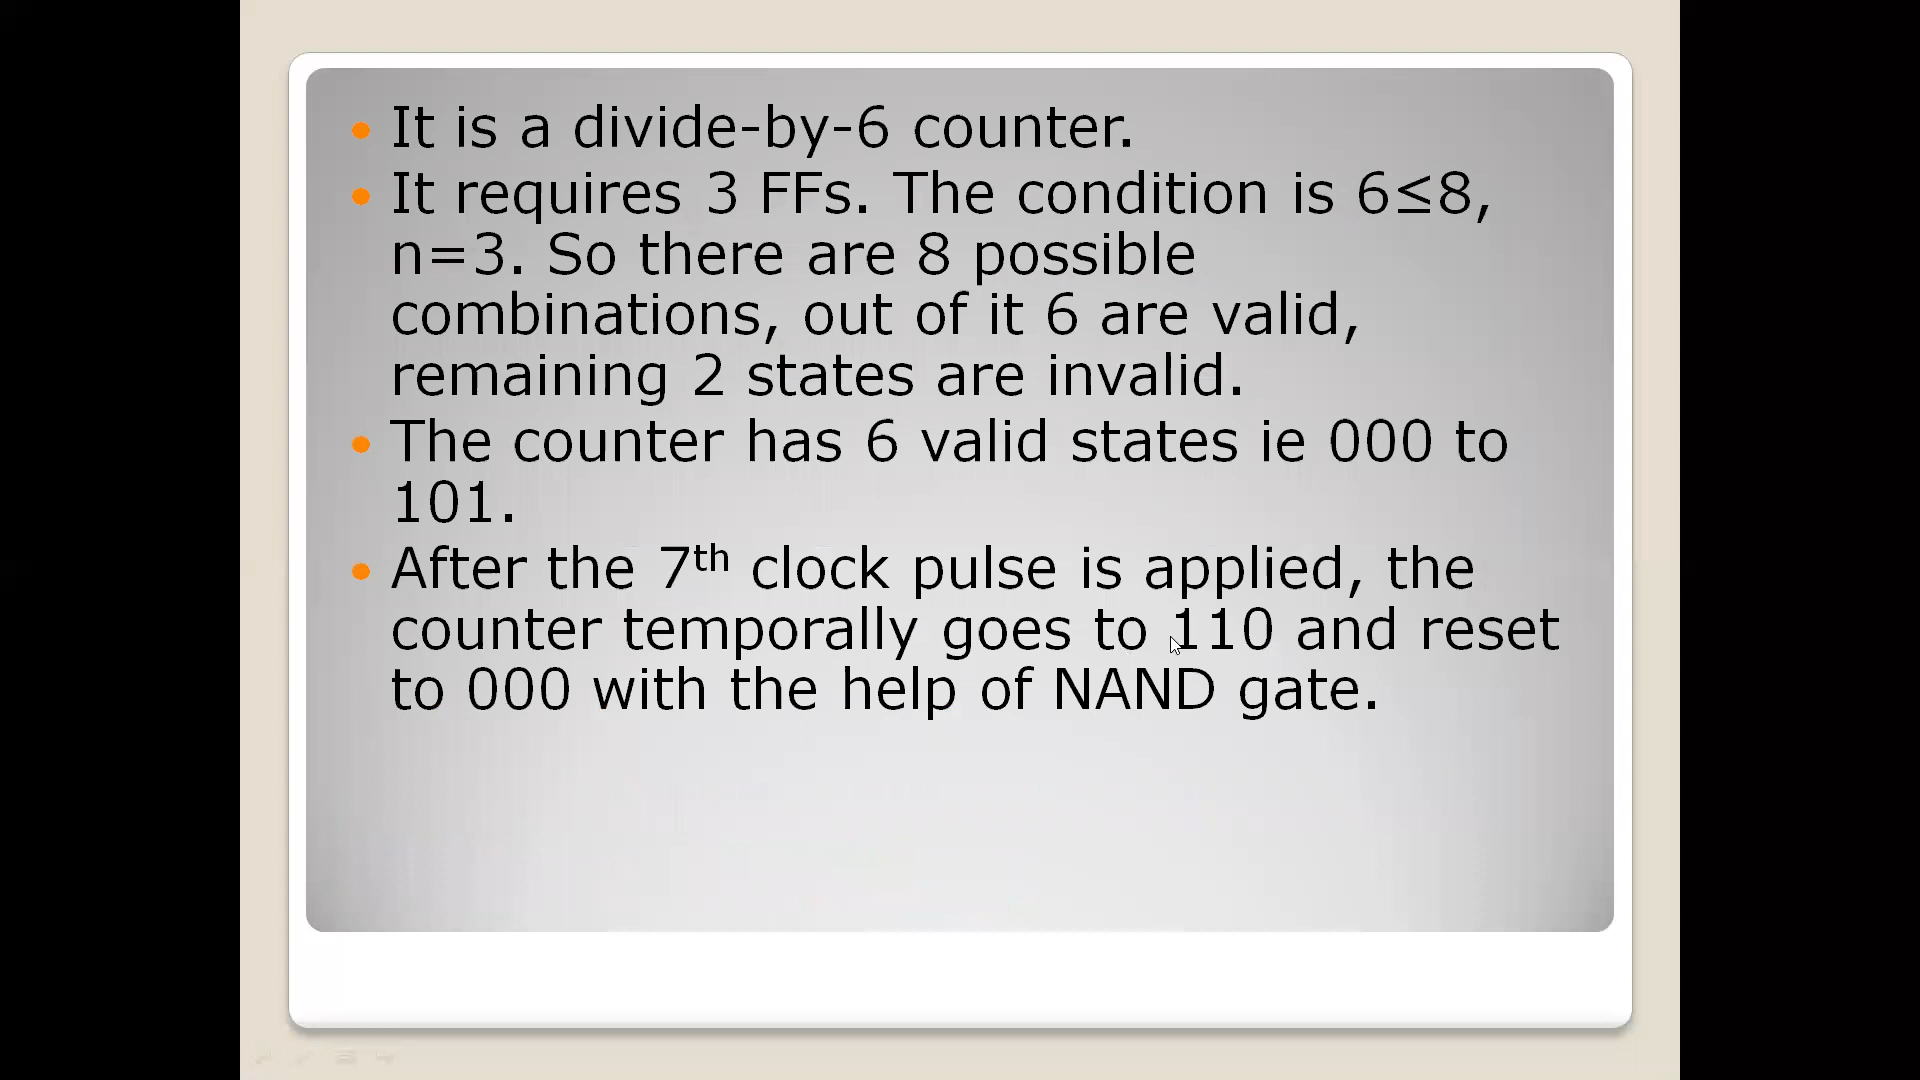 It is a divide-by-6 counter.
It requires 3 FFs. The condition is 6≤8,
n=3. So there are 8 possible
combinations, out of it 6 are valid,
remaining 2 states are invalid.
The counter has 6 valid states ie 000 to
101.
After the 7th clock pulse is applied, the
counter temporally goes to 110 and reset
to 000 with the help of NAND gate.